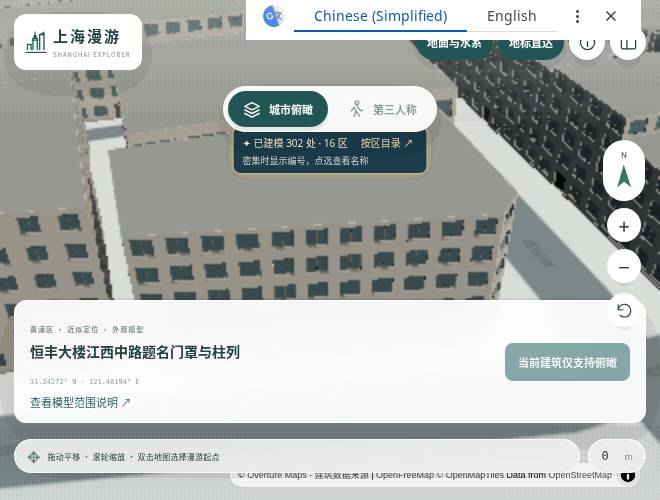 Chinese (Simplified)
English
上海漫游
SHANGHAI EXPLORER
地面与水系
地标直达
城市俯瞰
第三人称
✦ 已建模 302 处 · 16 区 按区目录 ↗
密集时显示编号，点选查看名称
N
+
−
黄浦区 · 近似定位 · 外观模型
恒丰大楼江西中路题名门罩与柱列
当前建筑仅支持俯瞰
31.24272° N · 121.48194° E
查看模型范围说明 ↗
拖动平移 · 滚轮缩放 · 双击地图选择漫游起点
0 m
© Overture Maps · 建筑数据来源 | OpenFreeMap © OpenMapTiles Data from OpenStreetMap